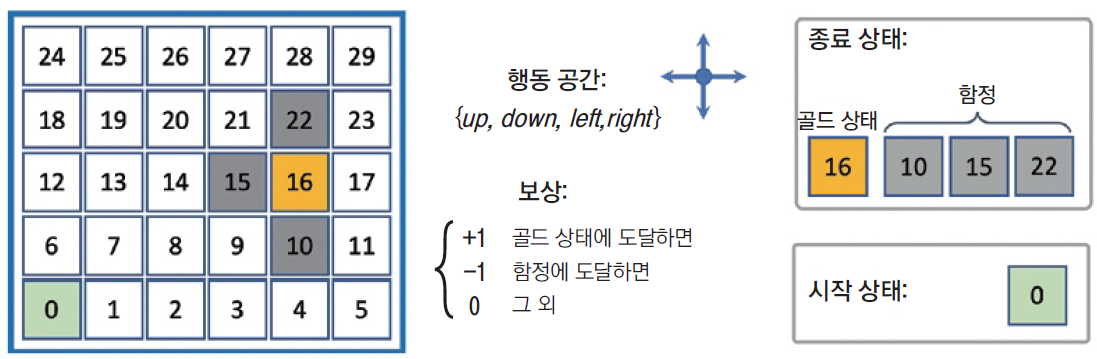 24 25 26 27 28 29
18 19 20 21 22 23
12 13 14 15 16 17
6 7 8 9 10 11
0 1 2 3 4 5
행동 공간:
{up, down, left,right}
보상:
+1 골드 상태에 도달하면
−1 함정에 도달하면
0 그 외
종료 상태:
함정
골드 상태
16 10 15 22
시작 상태:
0